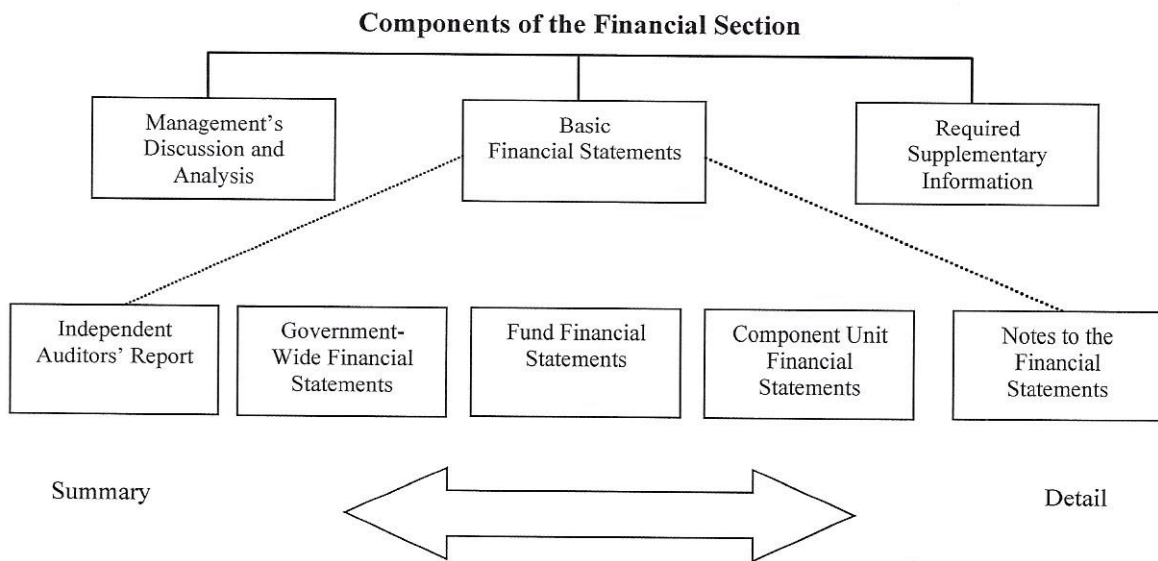 Components of the Financial Section
Management's
Discussion and
Analysis
Basic
Financial Statements
Required
Supplementary
Information
Independent
Auditors' Report
Government-
Wide Financial
Statements
Fund Financial
Statements
Component Unit
Financial
Statements
Notes to the
Financial
Statements
Summary
Detail